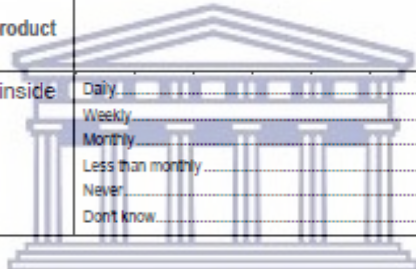 roduct
inside
Daily
Weekly
Monthly
Less than monthly
Never
Don't know